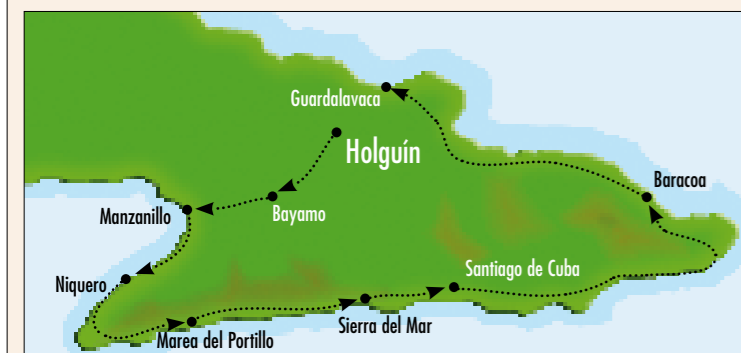 Guardalavaca
Holguín
Baracoa
Manzanillo
Bayamo
Niquero
Santiago de Cuba
Sierra del Mar
Marea del Portillo